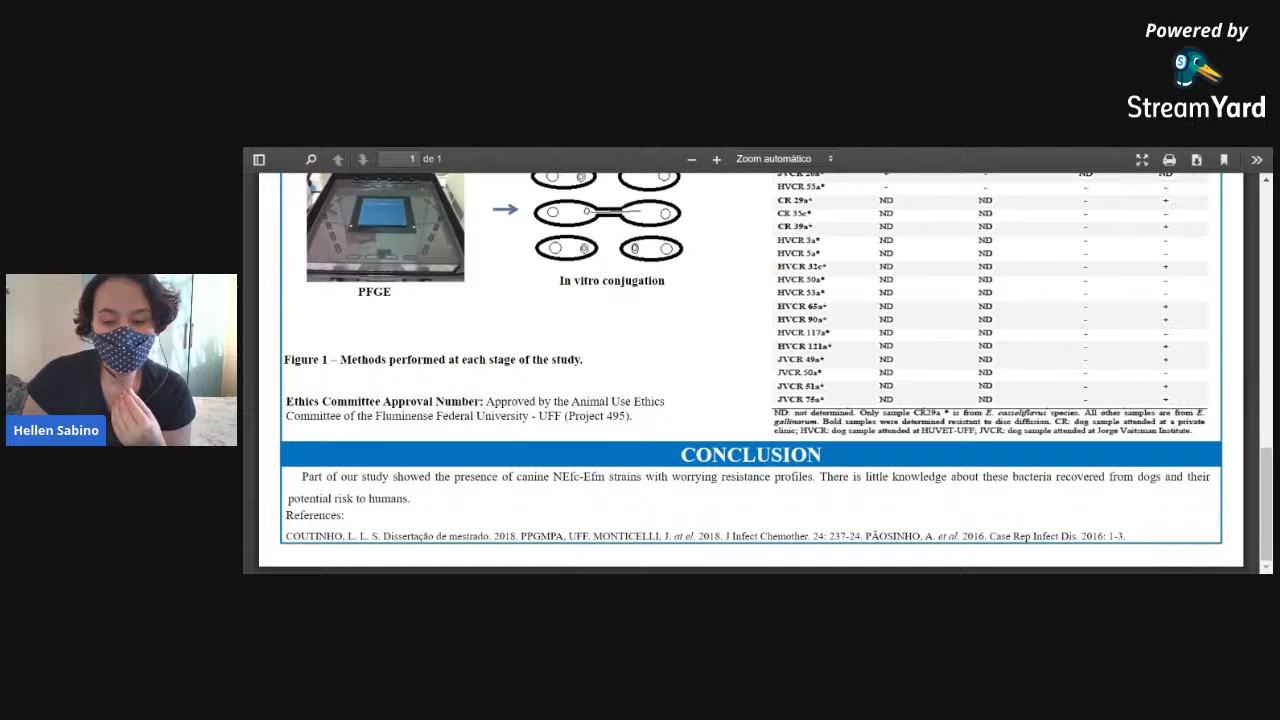 Powered by
StreamYard
1 de 1
Zoom automático
JVCR 26a* + - ND ND
HVCR 55a* - - - -
CR 29a* ND ND - +
CR 35c* ND ND - -
CR 39a* ND ND - +
HVCR 3a* ND ND - -
HVCR 5a* ND ND - -
HVCR 32c* ND ND - +
HVCR 50a* ND ND - -
HVCR 53a* ND ND - -
HVCR 65a* ND ND - +
HVCR 90a* ND ND - +
HVCR 117a* ND ND - -
HVCR 121a* ND ND - +
JVCR 49a* ND ND - +
JVCR 50a* ND ND - -
JVCR 51a* ND ND - +
JVCR 75a* ND ND - +
ND: not determined. Only sample CR29a * is from E. casseliflavus species. All other samples are from E.
gallinarum. Bold samples were determined resistant to disc diffusion. CR: dog sample attended at a private
clinic; HVCR: dog sample attended at HUVET-UFF; JVCR: dog sample attended at Jorge Vaitsman Institute.
PFGE
In vitro conjugation
Figure 1 – Methods performed at each stage of the study.
Ethics Committee Approval Number: Approved by the Animal Use Ethics
Committee of the Fluminense Federal University - UFF (Project 495).
CONCLUSION
Part of our study showed the presence of canine NEfc-Efm strains with worrying resistance profiles. There is little knowledge about these bacteria recovered from dogs and their
potential risk to humans.
References:
COUTINHO, L. L. S. Dissertação de mestrado. 2018. PPGMPA, UFF. MONTICELLI, J. at el. 2018. J Infect Chemother. 24: 237-24. PÃOSINHO, A. et al. 2016. Case Rep Infect Dis. 2016: 1-3.
Hellen Sabino